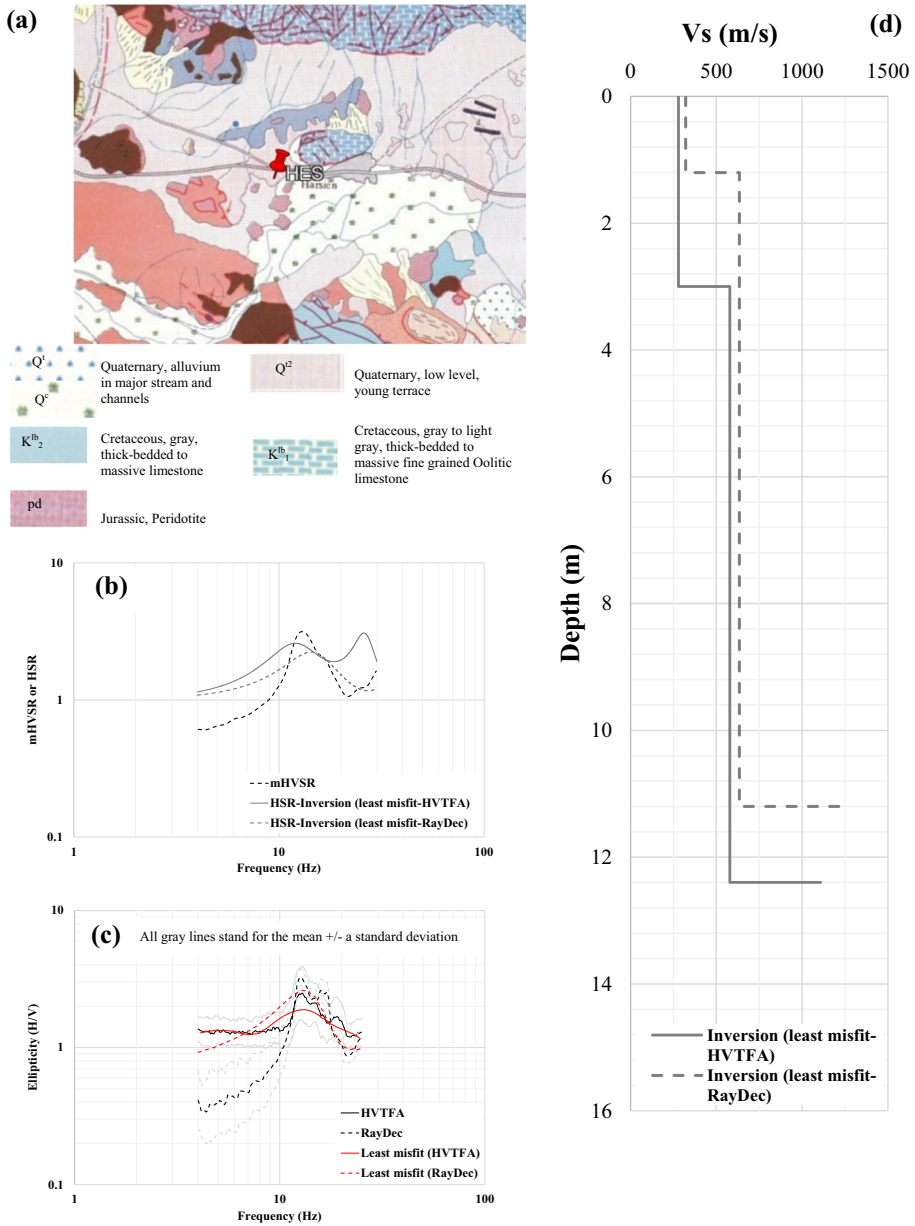 (a)
HES
Harsien
Q^t
Q^c
Quaternary, alluvium
in major stream and
channels
Q^t2
Quaternary, low level,
young terrace
K^lb_2
Cretaceous, gray,
thick-bedded to
massive limestone
K^lb_1
Cretaceous, gray to light
gray, thick-bedded to
massive fine grained Oolitic
limestone
pd
Jurassic, Peridotite
(b)
mHVSR or HSR
10
1
0.1
1
10
100
Frequency (Hz)
mHVSR
HSR-Inversion (least misfit-HVTFA)
HSR-Inversion (least misfit-RayDec)
(c)
All gray lines stand for the mean +/- a standard deviation
Ellipticity (H/V)
10
1
0.1
1
10
100
Frequency (Hz)
HVTFA
RayDec
Least misfit (HVTFA)
Least misfit (RayDec)
Vs (m/s)
(d)
0
500
1000
1500
Depth (m)
0
2
4
6
8
10
12
14
16
Inversion (least misfit-
HVTFA)
Inversion (least misfit-
RayDec)